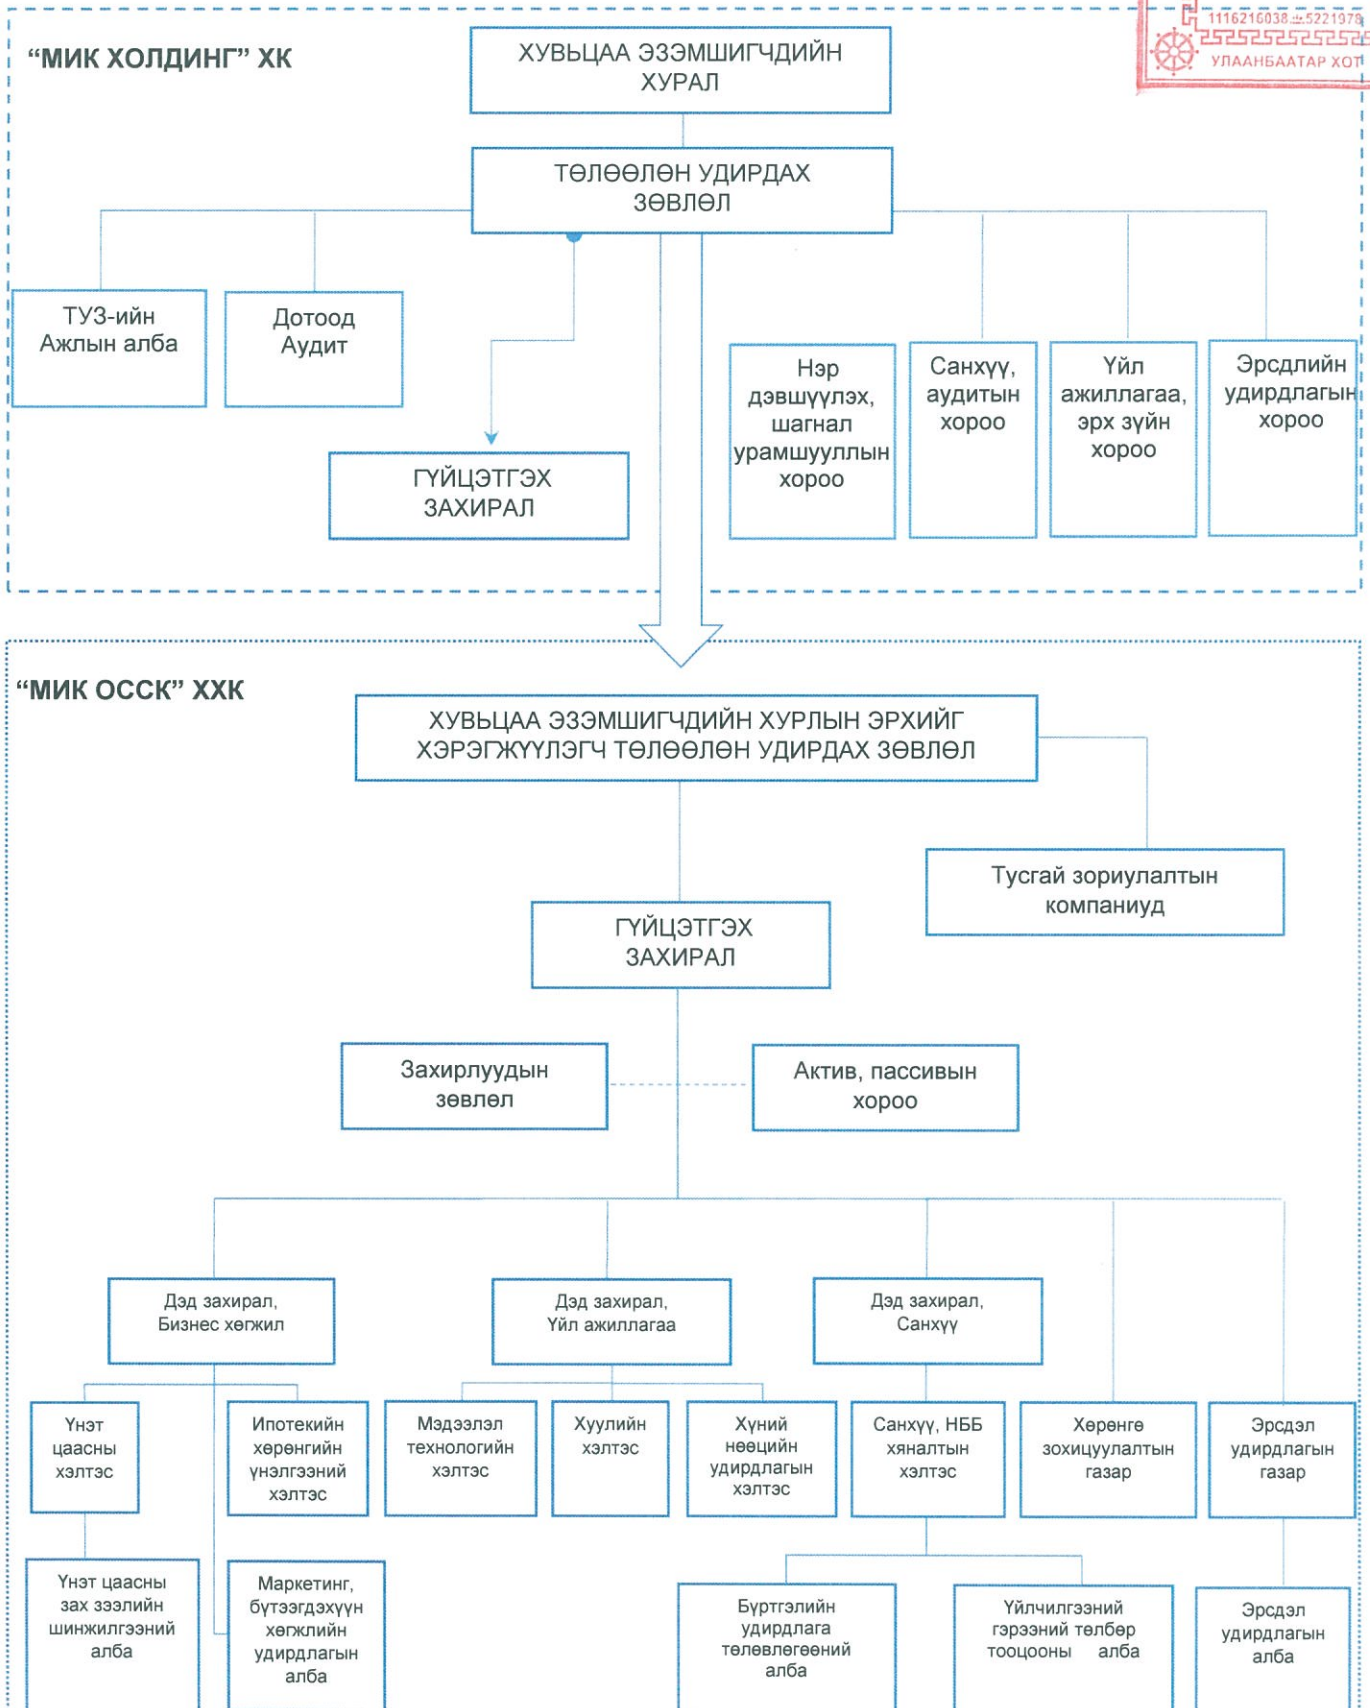 1116216038 5221978
УЛААНБААТАР ХОТ
“МИК ХОЛДИНГ” ХК
ХУВЬЦАА ЭЗЭМШИГЧДИЙН
ХУРАЛ
ТӨЛӨӨЛӨН УДИРДАХ
ЗӨВЛӨЛ
ТУЗ-ийн
Ажлын алба
Дотоод
Аудит
ГҮЙЦЭТГЭХ
ЗАХИРАЛ
Нэр
дэвшүүлэх,
шагнал
урамшууллын
хороо
Санхүү,
аудитын
хороо
Үйл
ажиллагаа,
эрх зүйн
хороо
Эрсдлийн
удирдлагын
хороо
“МИК ОССК” ХХК
ХУВЬЦАА ЭЗЭМШИГЧДИЙН ХУРЛЫН ЭРХИЙГ
ХЭРЭГЖҮҮЛЭГЧ ТӨЛӨӨЛӨН УДИРДАХ ЗӨВЛӨЛ
Тусгай зориулалтын
компаниуд
ГҮЙЦЭТГЭХ
ЗАХИРАЛ
Захирлуудын
зөвлөл
Актив, пассивын
хороо
Дэд захирал,
Бизнес хөгжил
Дэд захирал,
Үйл ажиллагаа
Дэд захирал,
Санхүү
Үнэт
цаасны
хэлтэс
Ипотекийн
хөрөнгийн
үнэлгээний
хэлтэс
Мэдээлэл
технологийн
хэлтэс
Хуулийн
хэлтэс
Хүний
нөөцийн
удирдлагын
хэлтэс
Санхүү, НББ
хяналтын
хэлтэс
Хөрөнгө
зохицуулалтын
газар
Эрсдэл
удирдлагын
газар
Үнэт цаасны
зах зээлийн
шинжилгээний
алба
Маркетинг,
бүтээгдэхүүн
хөгжлийн
удирдлагын
алба
Бүртгэлийн
удирдлага
төлөвлөгөөний
алба
Үйлчилгээний
гэрээний төлбөр
тооцооны алба
Эрсдэл
удирдлагын
алба